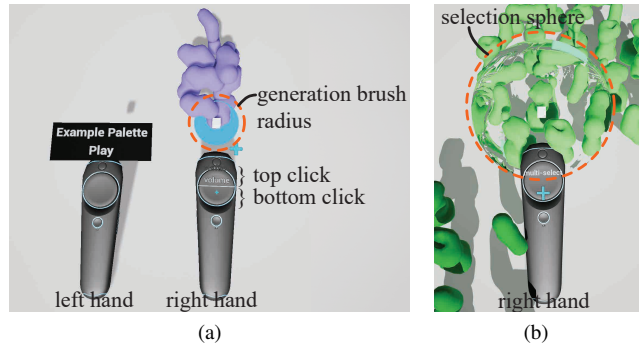 selection sphere
generation brush
radius
Example Palette
Play
volume
top click
bottom click
multi-select
left hand
right hand
right hand
(a)
(b)